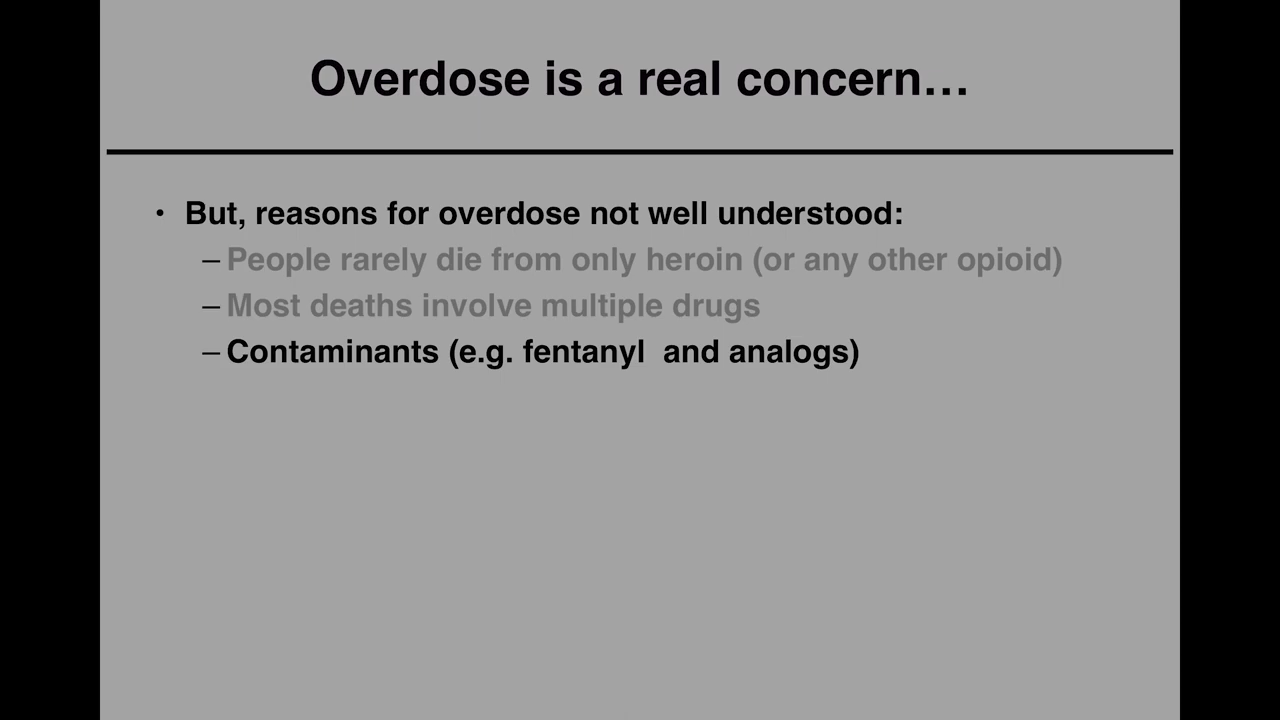 Overdose is a real concern…
• But, reasons for overdose not well understood:
– People rarely die from only heroin (or any other opioid)
– Most deaths involve multiple drugs
– Contaminants (e.g. fentanyl  and analogs)